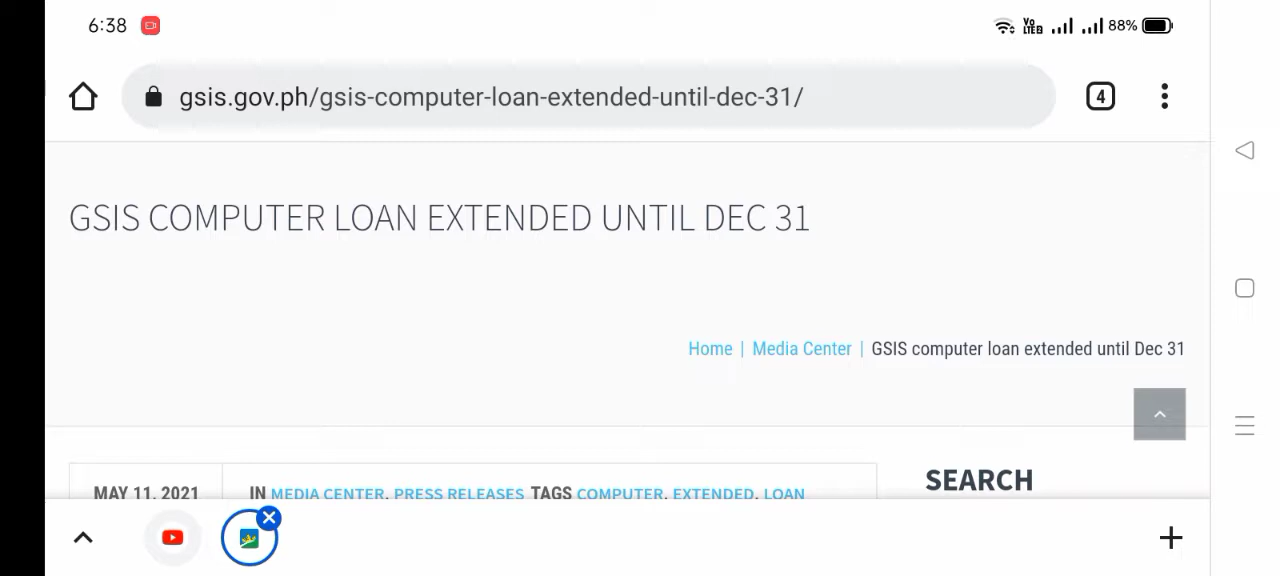 6:38
Vo LTE2 88%
gsis.gov.ph/gsis-computer-loan-extended-until-dec-31/
4
GSIS COMPUTER LOAN EXTENDED UNTIL DEC 31
Home | Media Center | GSIS computer loan extended until Dec 31
MAY 11, 2021
IN MEDIA CENTER, PRESS RELEASES TAGS COMPUTER, EXTENDED, LOAN
SEARCH